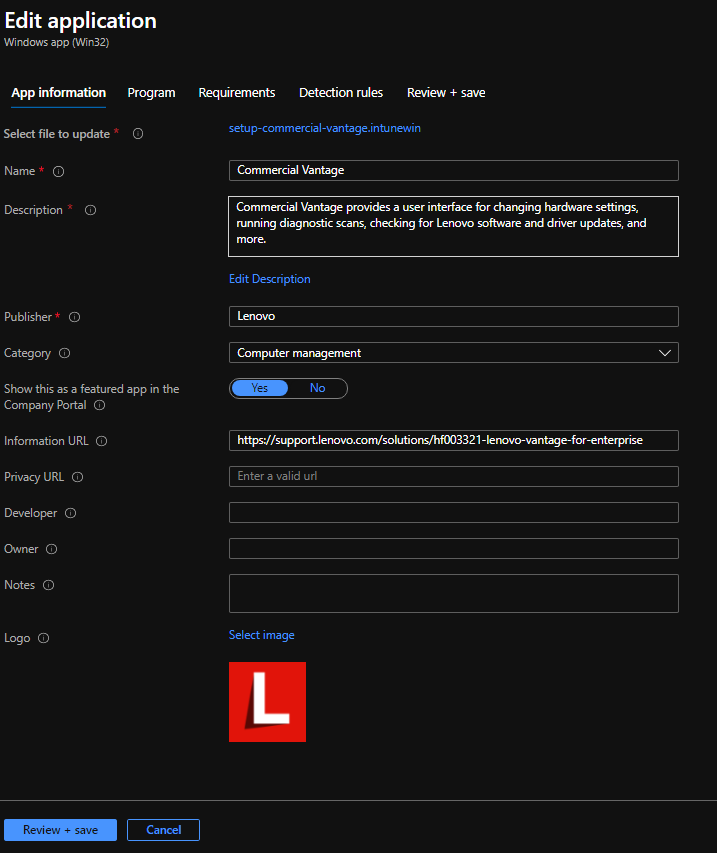 Edit application
Windows app (Win32)
App information Program Requirements Detection rules Review + save
Select file to update * setup-commercial-vantage.intunewin
Name * Commercial Vantage
Description * Commercial Vantage provides a user interface for changing hardware settings,
running diagnostic scans, checking for Lenovo software and driver updates, and
more.
Edit Description
Publisher * Lenovo
Category Computer management
Show this as a featured app in the
Company Portal
Yes No
Information URL https://support.lenovo.com/solutions/hf003321-lenovo-vantage-for-enterprise
Privacy URL Enter a valid url
Developer
Owner
Notes
Logo Select image
L
Review + save Cancel